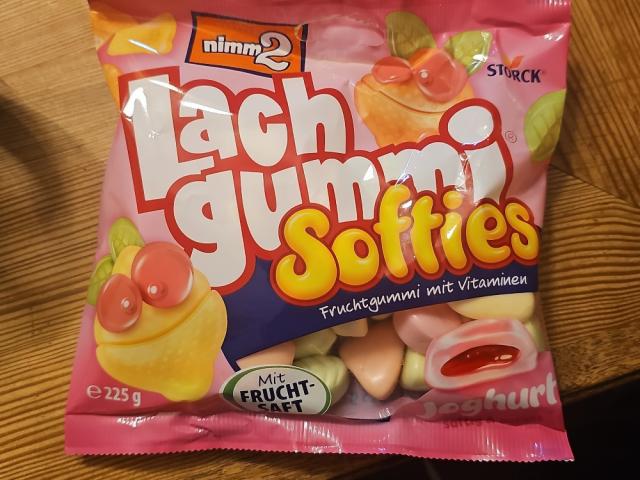 nimm2
STORCK®
Lach
gummi®
Softies
Fruchtgummi mit Vitaminen
Mit
FRUCHT-
SAFT
Joghurt
℮ 225 g